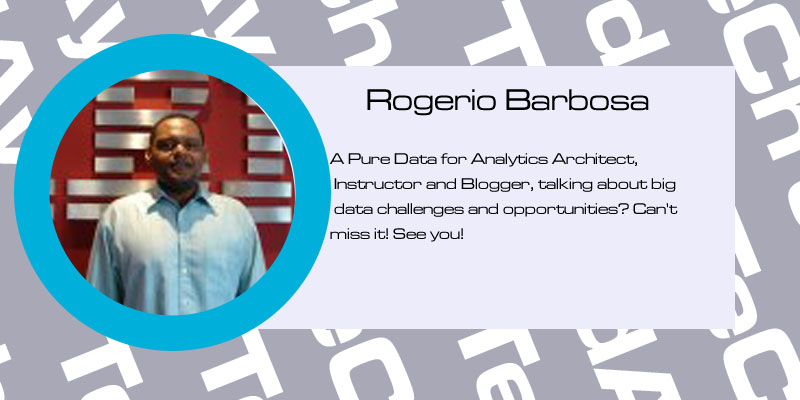 Rogerio Barbosa
A Pure Data for Analytics Architect,
Instructor and Blogger, talking about big
data challenges and opportunities? Can't
miss it! See you!